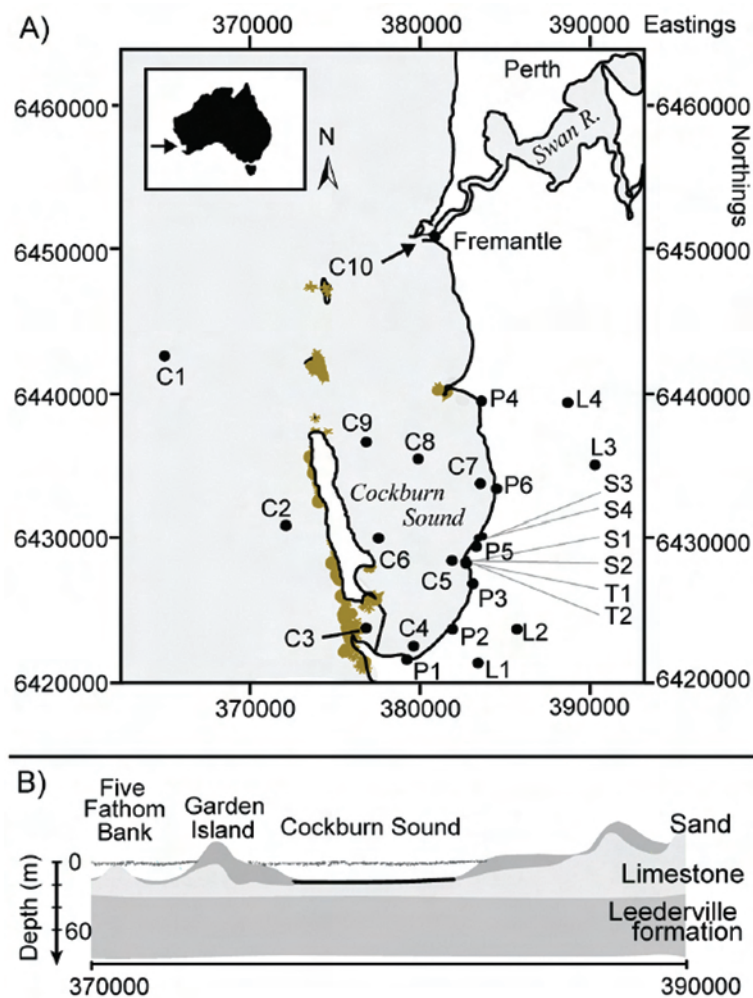 A)
370000 380000 390000 Eastings
Perth
6460000 6460000
Swan R.
N
Northings
6450000 Fremantle 6450000
C10
C1
6440000 6440000
P4 L4
C9
C8 L3
C7 P6 S3
Cockburn
Sound
S4
C2
6430000 6430000
S1
P5
C6 S2
C5
T1
P3
T2
C3 C4 P2 L2
P1 L1
6420000 6420000
370000 380000 390000
B)
Five
Fathom
Bank
Garden
Island
Cockburn Sound
Sand
0
Limestone
Depth (m)
Leederville
formation
60
370000 390000